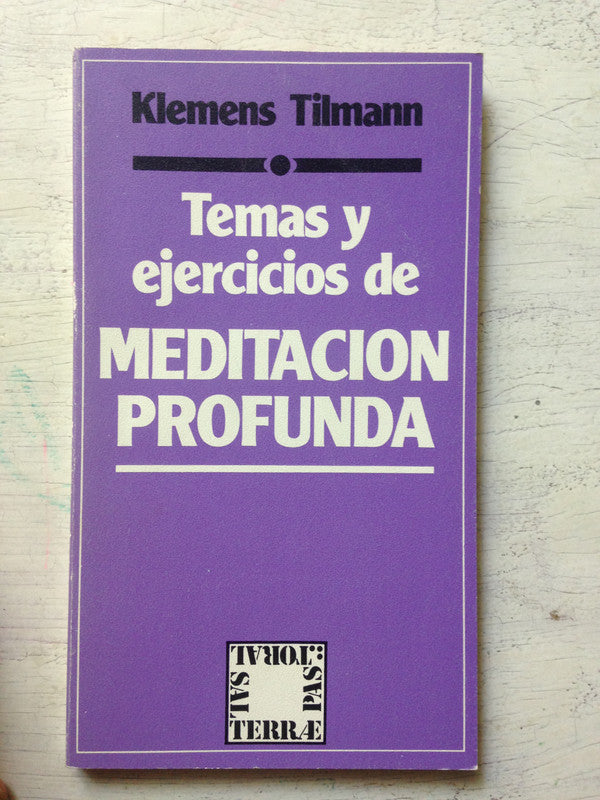 Klemens Tilmann
Temas y
ejercicios de
MEDITACION
PROFUNDA
PAS:TORAL
SAL
TERRÆ